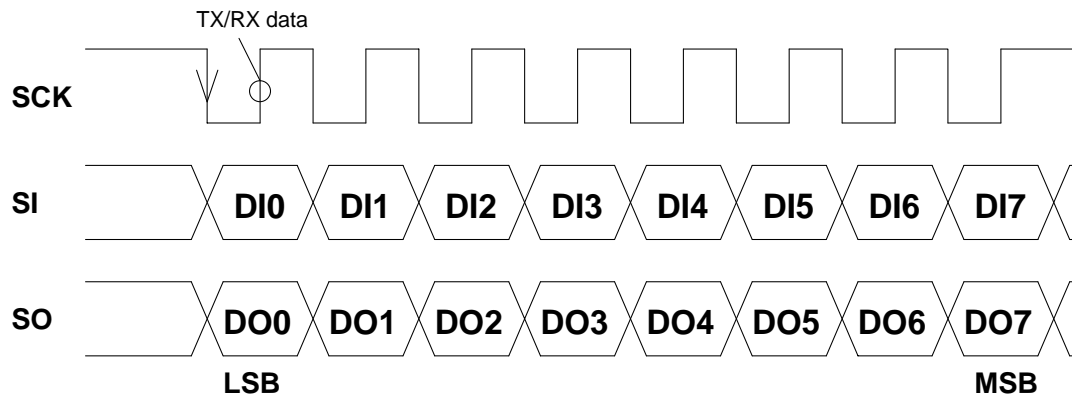 TX/RX data
SCK
SI DI0 DI1 DI2 DI3 DI4 DI5 DI6 DI7
SO DO0 DO1 DO2 DO3 DO4 DO5 DO6 DO7
LSB MSB